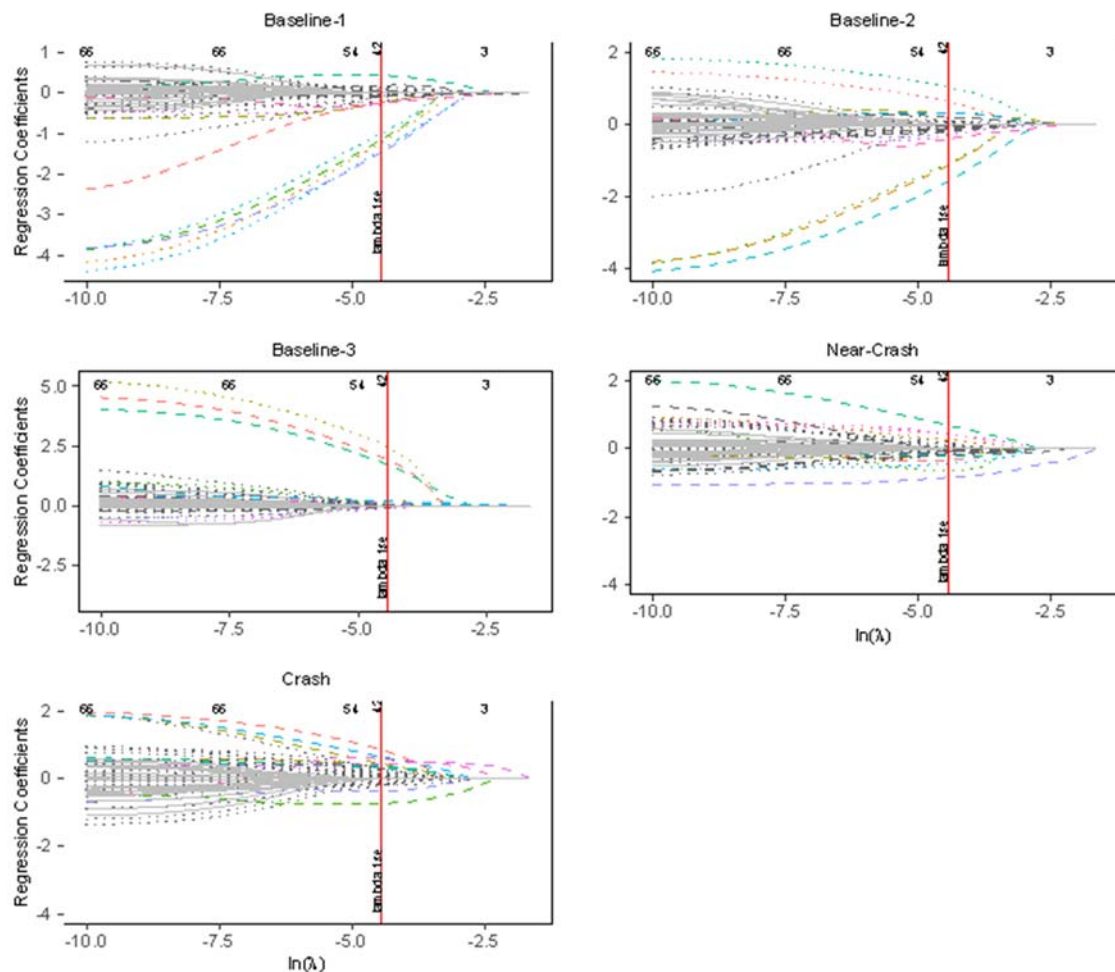 Baseline-1
66 66 54 42 3
1
0
-1
-2
-3
-4
Regression Coefficients
lambda.1se
-10.0 -7.5 -5.0 -2.5
Baseline-2
66 66 54 42 3
2
0
-2
-4
lambda.1se
-10.0 -7.5 -5.0 -2.5
Baseline-3
66 66 54 42 3
5.0
2.5
0.0
-2.5
Regression Coefficients
lambda.1se
-10.0 -7.5 -5.0 -2.5
Near-Crash
66 66 54 42 3
2
0
2
-4
lambda.1se
-10.0 -7.5 -5.0 -2.5
ln(λ)
Crash
66 66 54 42 3
2
0
-2
-4
Regression Coefficients
lambda.1se
-10.0 -7.5 -5.0 -2.5
ln(λ)